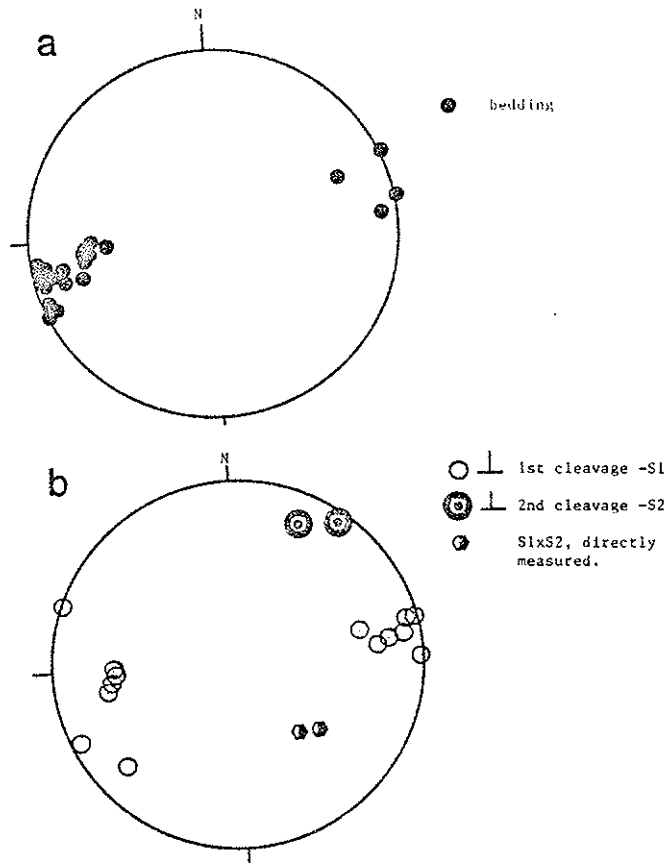 a
N
bedding
b
N
1st cleavage -S1
2nd cleavage -S2
S1xS2, directly
measured.